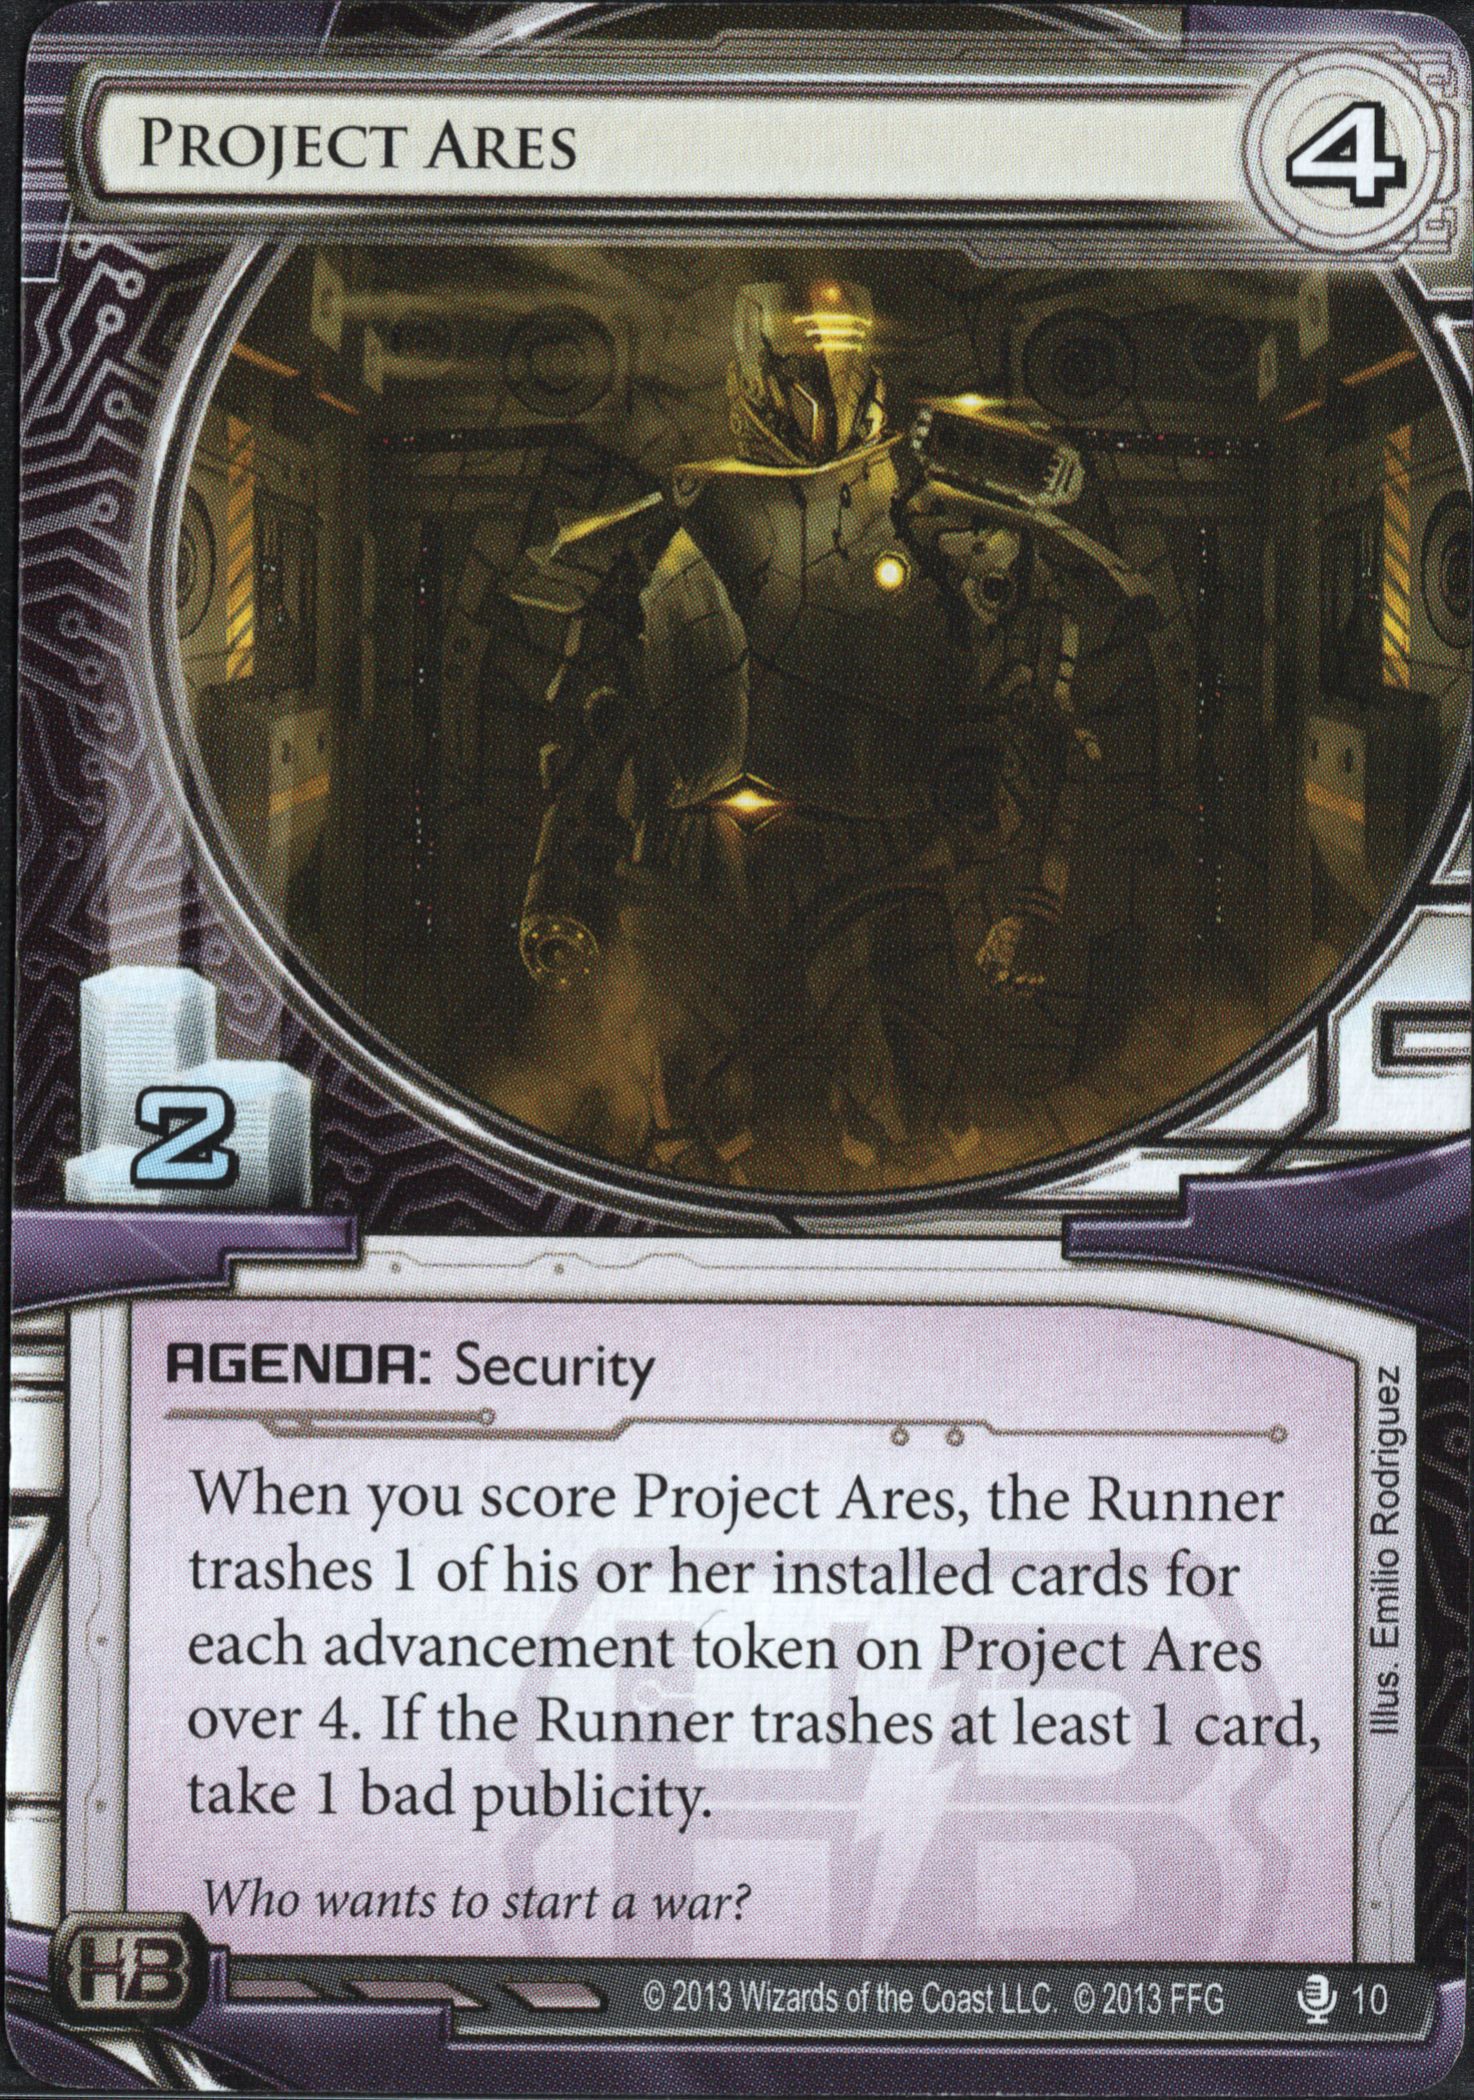 PROJECT ARES
4
2
AGENDA: Security
When you score Project Ares, the Runner
trashes 1 of his or her installed cards for
each advancement token on Project Ares
over 4. If the Runner trashes at least 1 card,
take 1 bad publicity.
Who wants to start a war?
Illus. Emilio Rodriguez
HB
© 2013 Wizards of the Coast LLC. © 2013 FFG
10